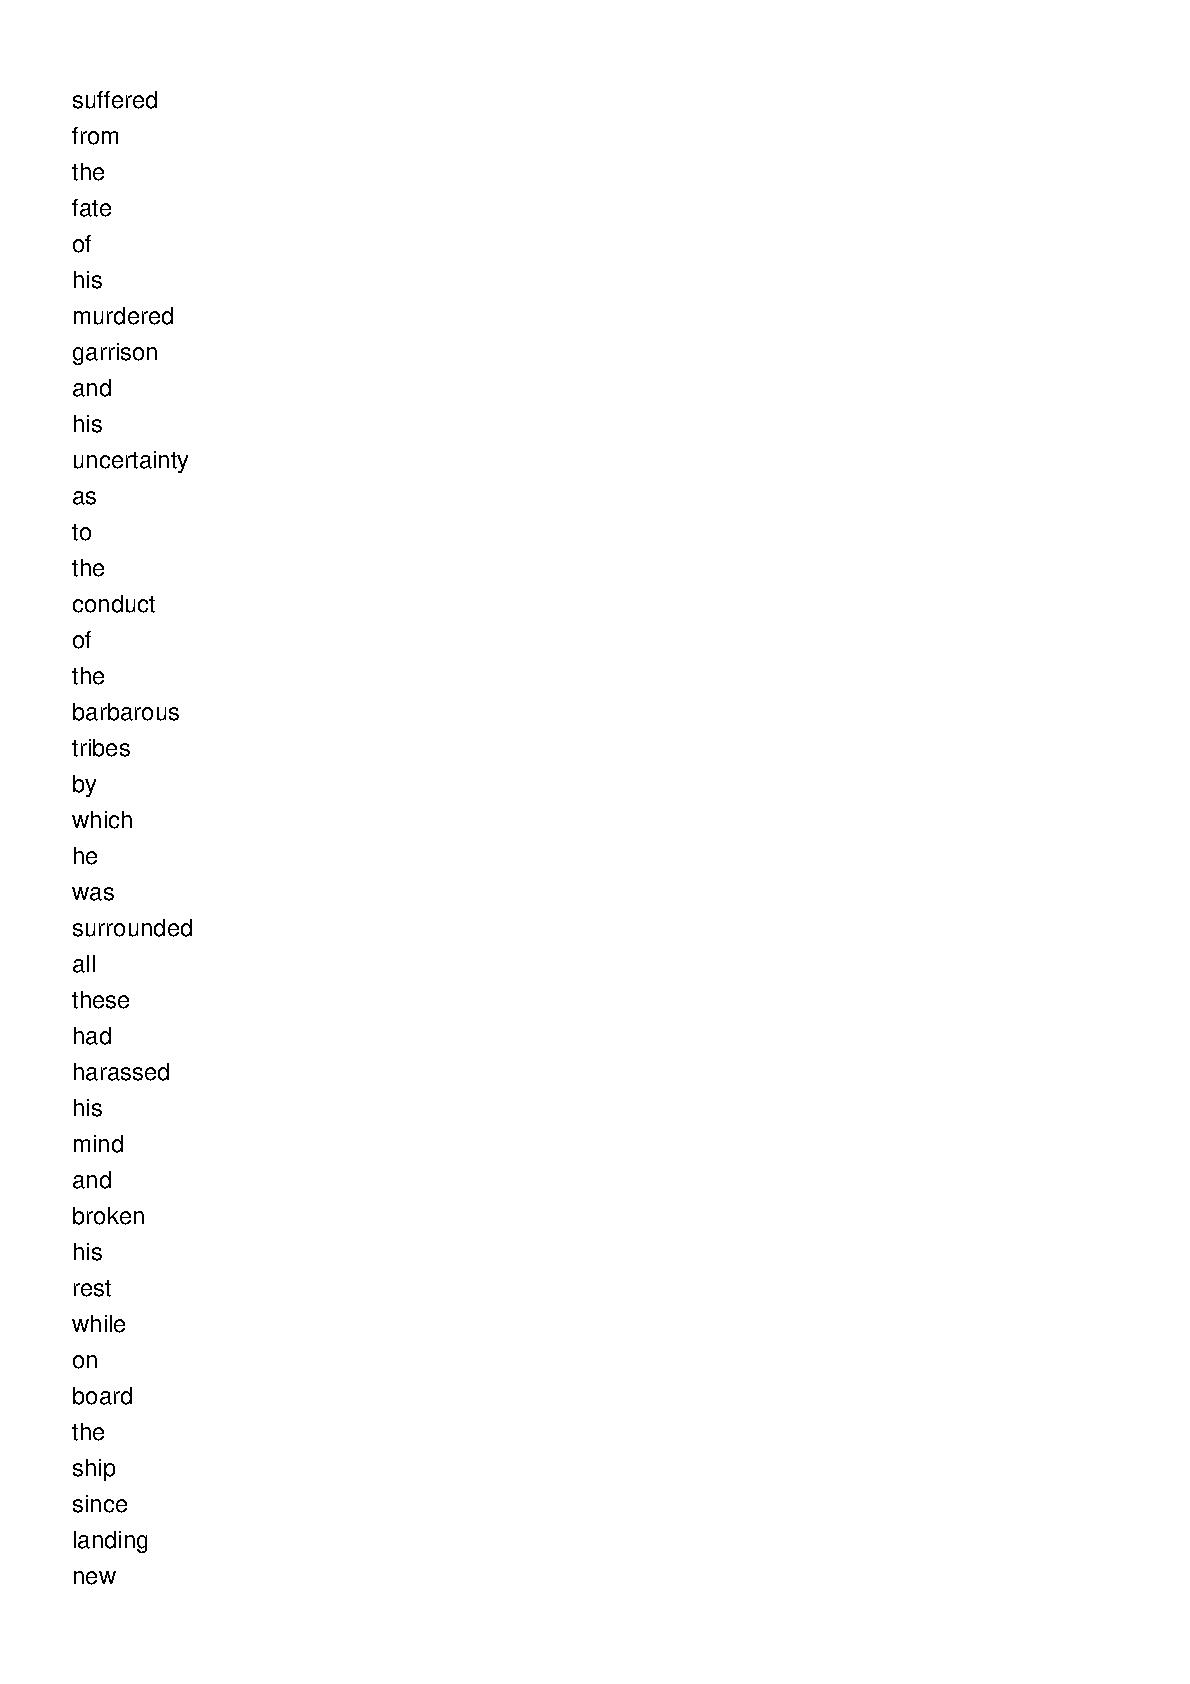 suffered
from
the
fate
of
his
murdered
garrison
and
his
uncertainty
as
to
the
conduct
of
the
barbarous
tribes
by
which
he
was
surrounded
all
these
had
harassed
his
mind
and
broken
his
rest
while
on
board
the
ship
since
landing
new